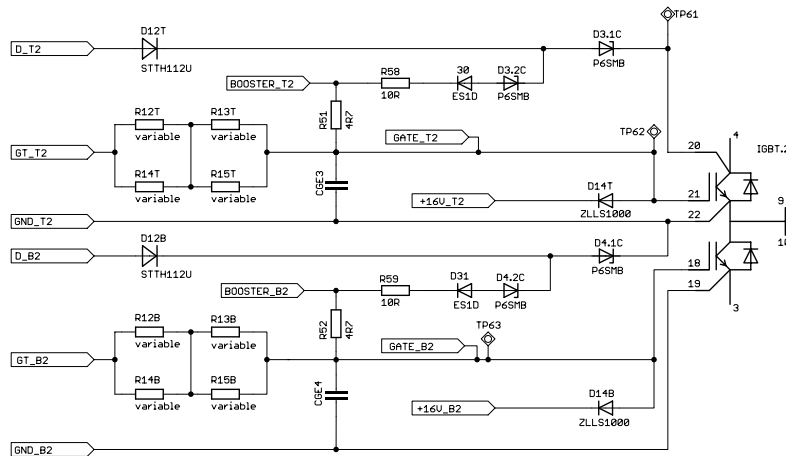 TP61
D12T
D3.1C
D_T2
STTH112U
P6SMB
R58
30
D3.2C
BOOSTER_T2
10R
ES1D
P6SMB
R12T
R13T
variable
variable
R51
4R7
GATE_T2
TP62
4
20
IGBT.2
GT_T2
R14T
R15T
variable
variable
CGE3
D14T
+16V_T2
ZLLS1000
21
22
9
GND_T2
D12B
D4.1C
10
D_B2
STTH112U
P6SMB
R59
D31
D4.2C
18
BOOSTER_B2
10R
ES1D
P6SMB
19
R12B
R13B
variable
variable
R52
4R7
TP63
3
GATE_B2
GT_B2
R14B
R15B
variable
variable
CGE4
D14B
+16V_B2
ZLLS1000
GND_B2